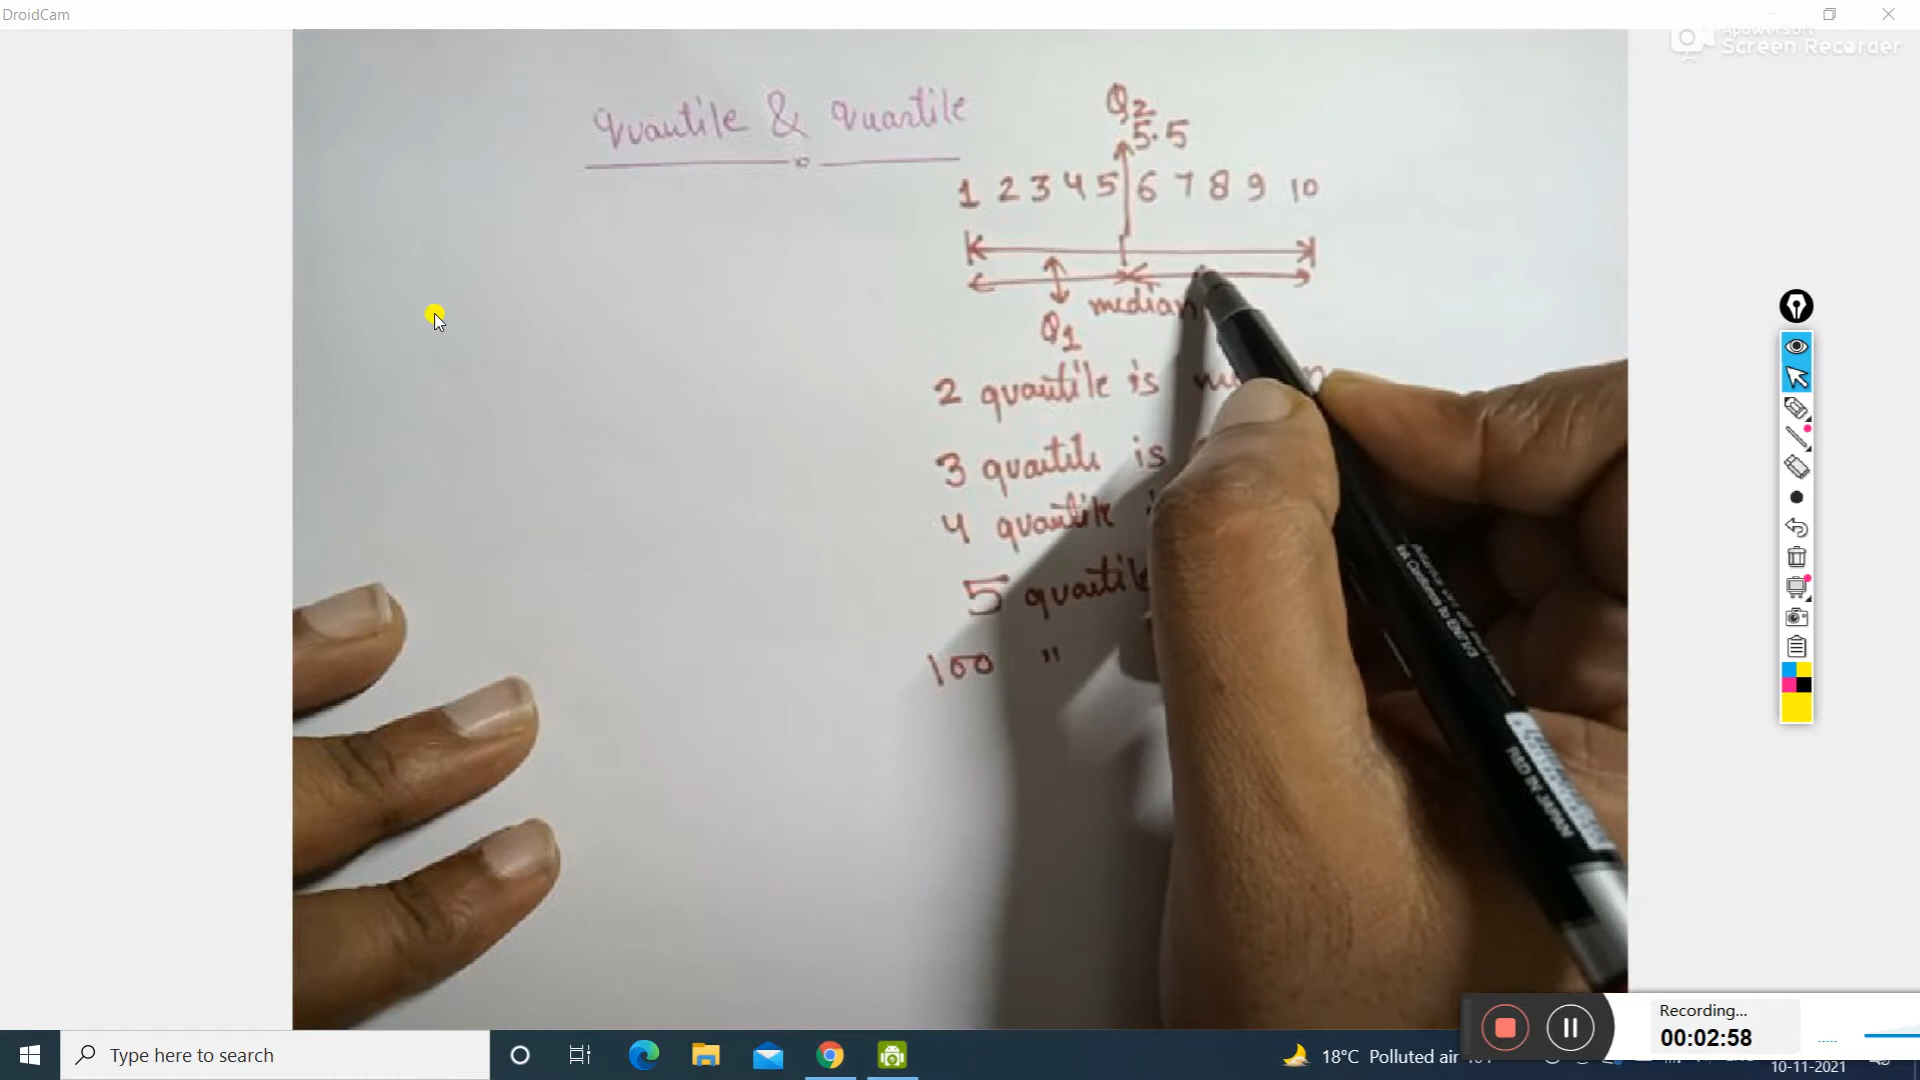 DroidCam
Apowersoft
Screen Recorder
quantile & quartile
Q2
5.5
1 2 3 4 5 6 7 8 9 10
median
Q1
2 quantile is
3 quantile is
4 quantile
5 quantile
100 "
Recording...
00:02:58
Type here to search
18°C Polluted air
10-11-2021